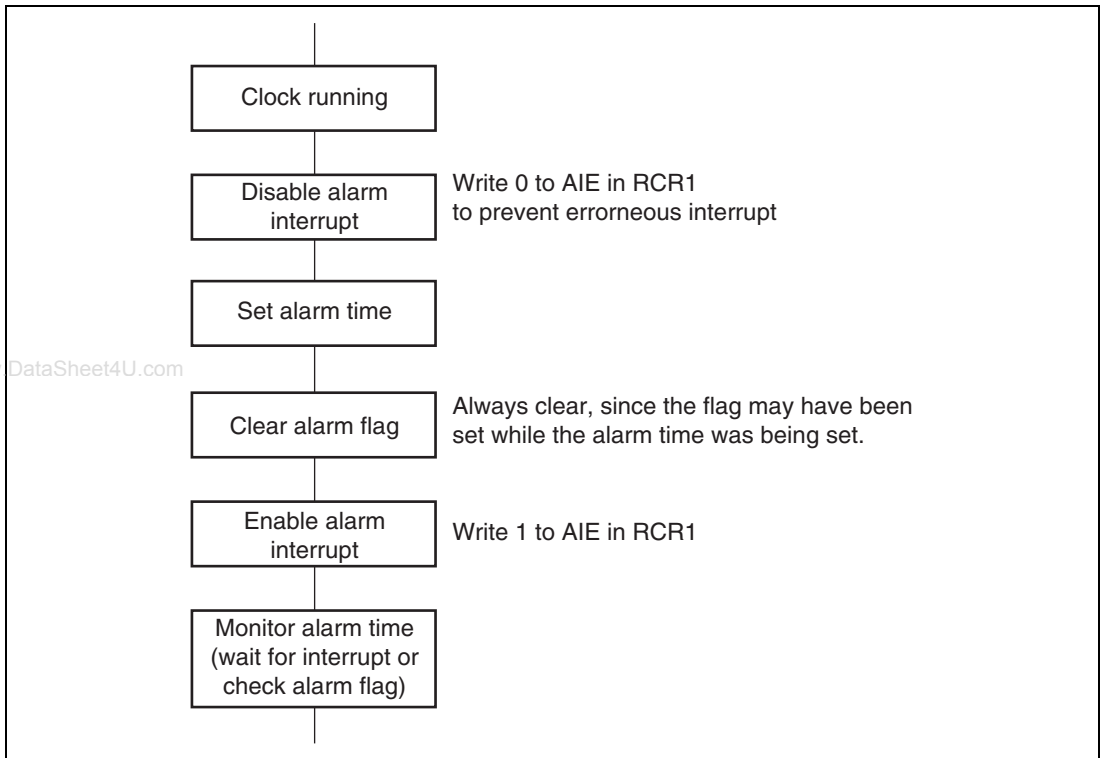 Clock running
Disable alarm
interrupt
Write 0 to AIE in RCR1
to prevent errorneous interrupt
Set alarm time
.DataSheet4U.com
Clear alarm flag
Always clear, since the flag may have been
set while the alarm time was being set.
Enable alarm
interrupt
Write 1 to AIE in RCR1
Monitor alarm time
(wait for interrupt or
check alarm flag)